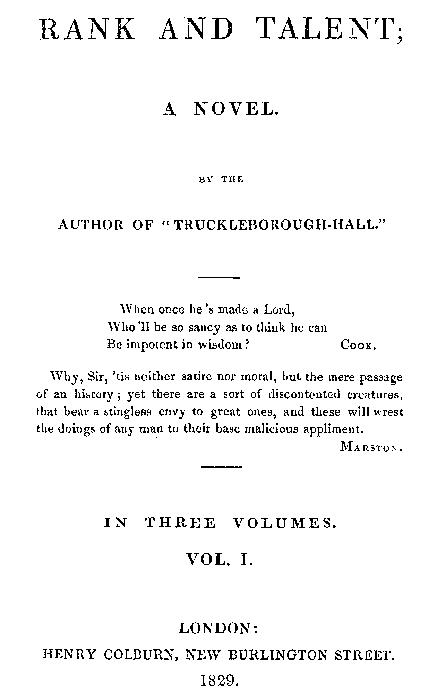 RANK AND TALENT;
A NOVEL.
BY THE
AUTHOR OF "TRUCKLEBOROUGH-HALL."
When once he's made a Lord,
Who'll be so saucy as to think he can
Be impotent in wisdom? COOK.
Why, Sir, 'tis neither satire nor moral, but the mere passage
of an history; yet there are a sort of discontented creatures,
that bear a stingless envy to great ones, and these will wrest
the doings of any man to their base malicious appliment.
MARSTON.
IN THREE VOLUMES.
VOL. I.
LONDON:
HENRY COLBURN, NEW BURLINGTON STREET.
1829.